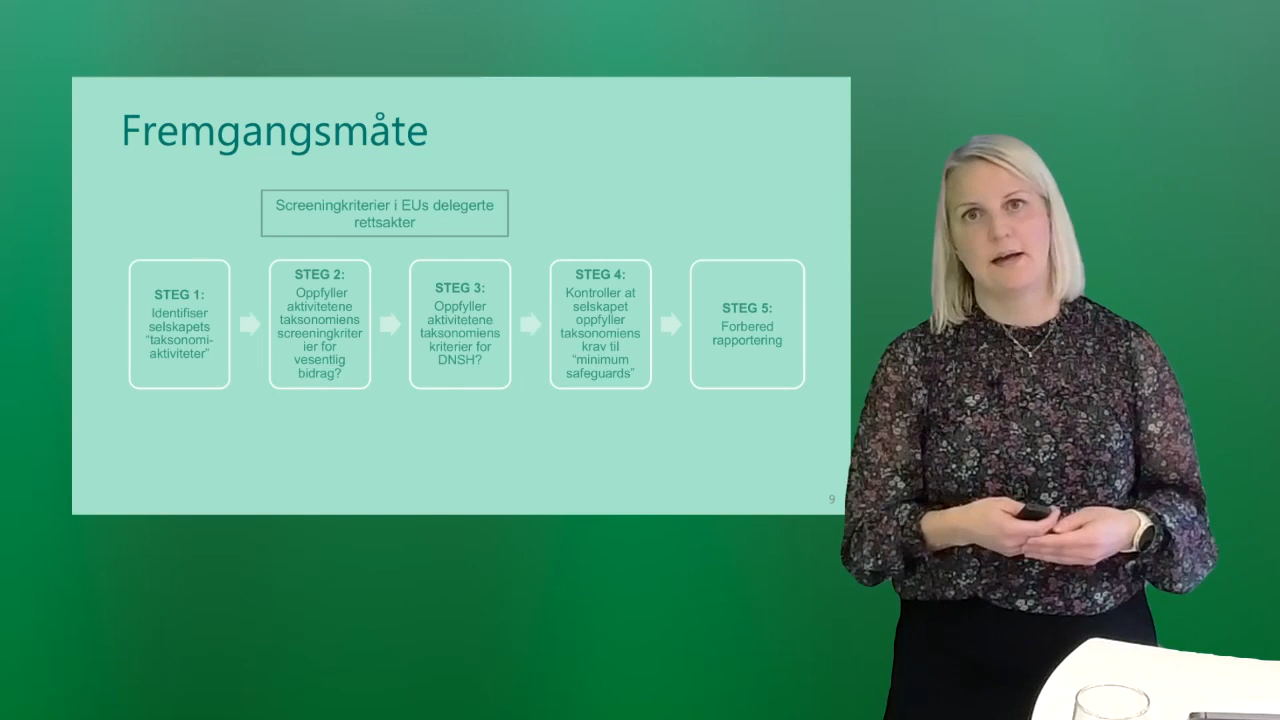 Fremgangsmåte
Screeningkriterier i EUs delegerte
rettsakter
STEG 1:
Identifiser
selskapets
“taksonomi-
aktiviteter”
STEG 2:
Oppfyller
aktivitetene
taksonomiens
screeningkriter
ier for
vesentlig
bidrag?
STEG 3:
Oppfyller
aktivitetene
taksonomiens
kriterier for
DNSH?
STEG 4:
Kontroller at
selskapet
oppfyller
taksonomiens
krav til
“minimum
safeguards”
STEG 5:
Forbered
rapportering
9